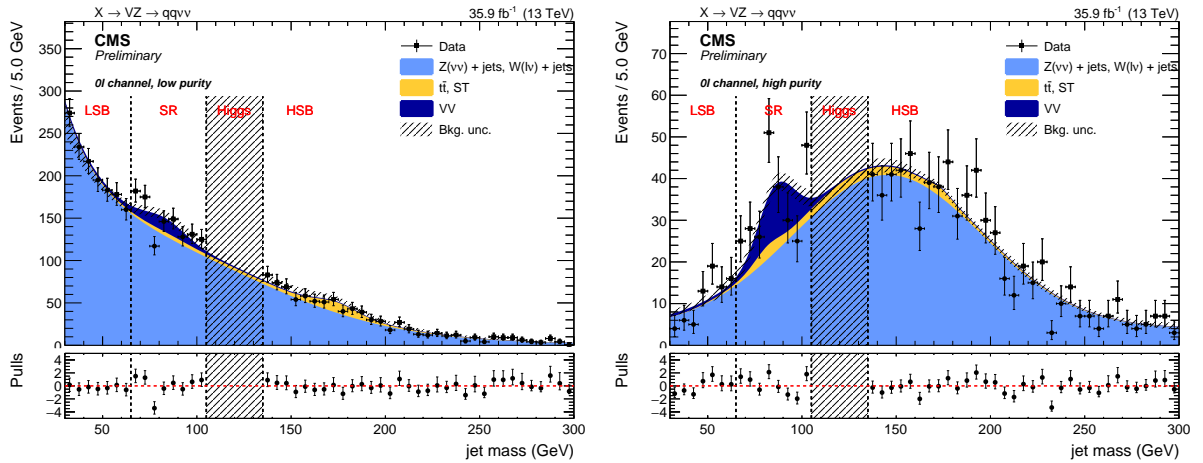 X → VZ → qqνν 35.9 fb⁻¹ (13 TeV)
Events / 5.0 GeV
350
300
250
200
150
100
50
0
CMS
Preliminary
0l channel, low purity
Data
Z(νν) + jets, W(lν) + jets
tt̄, ST
VV
Bkg. unc.
LSB SR Higgs HSB
Pulls
4
2
0
−2
−4
50 100 150 200 250 300
jet mass (GeV)
X → VZ → qqνν 35.9 fb⁻¹ (13 TeV)
Events / 5.0 GeV
70
60
50
40
30
20
10
0
CMS
Preliminary
0l channel, high purity
Data
Z(νν) + jets, W(lν) + jets
tt̄, ST
VV
Bkg. unc.
LSB SR Higgs HSB
Pulls
4
2
0
−2
−4
50 100 150 200 250 300
jet mass (GeV)